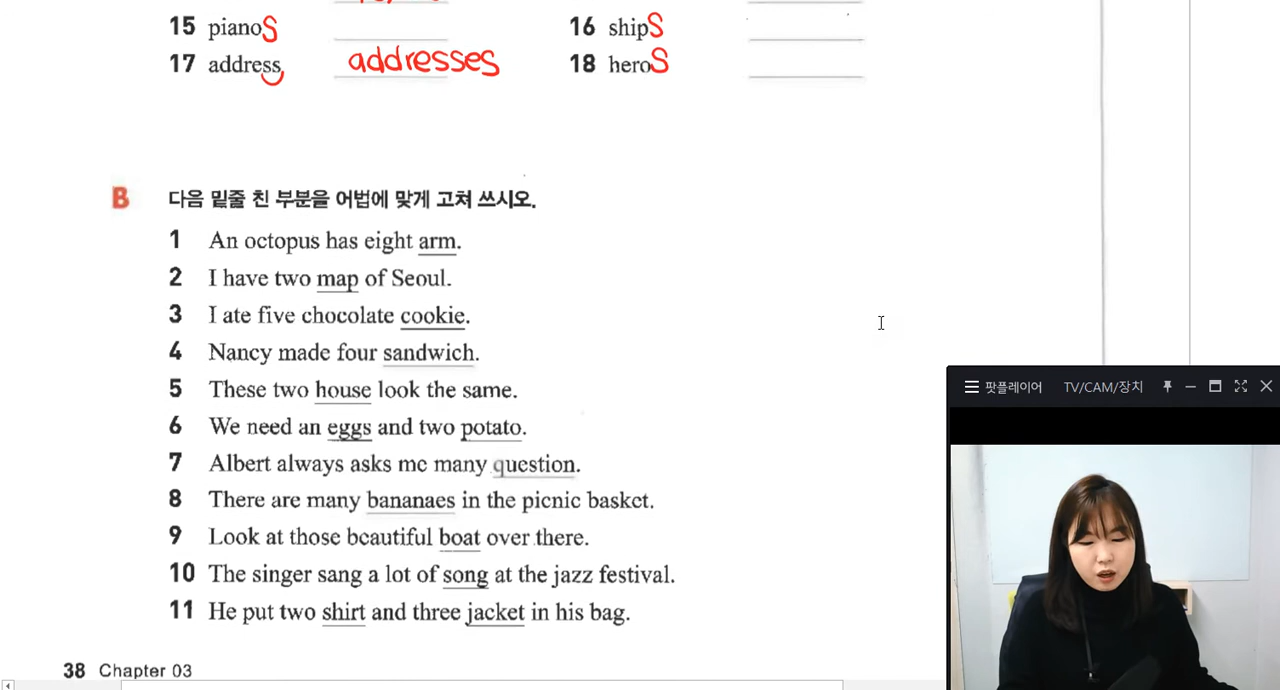 15 pianoS 16 shipS
17 address addresses 18 heroS
B 다음 밑줄 친 부분을 어법에 맞게 고쳐 쓰시오.
1 An octopus has eight arm.
2 I have two map of Seoul.
3 I ate five chocolate cookie.
4 Nancy made four sandwich.
5 These two house look the same.
6 We need an eggs and two potato.
7 Albert always asks me many question.
8 There are many bananaes in the picnic basket.
9 Look at those beautiful boat over there.
10 The singer sang a lot of song at the jazz festival.
11 He put two shirt and three jacket in his bag.
38 Chapter 03
팟플레이어 TV/CAM/장치